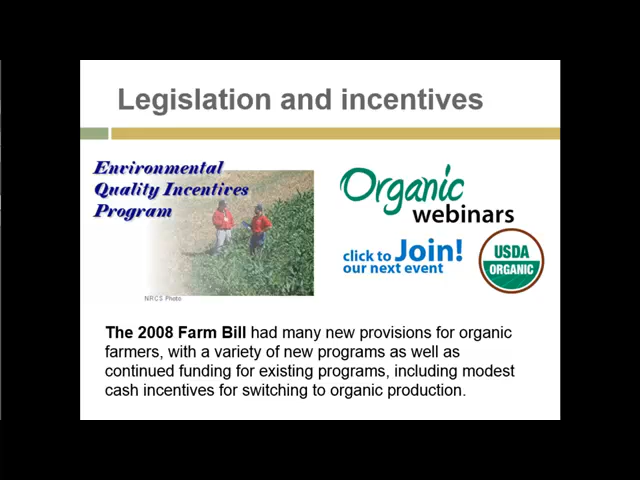 Legislation and incentives
Environmental
Quality Incentives
Program
NRCS Photo
Organic
webinars
click to Join!
our next event
USDA
ORGANIC
The 2008 Farm Bill had many new provisions for organic
farmers, with a variety of new programs as well as
continued funding for existing programs, including modest
cash incentives for switching to organic production.